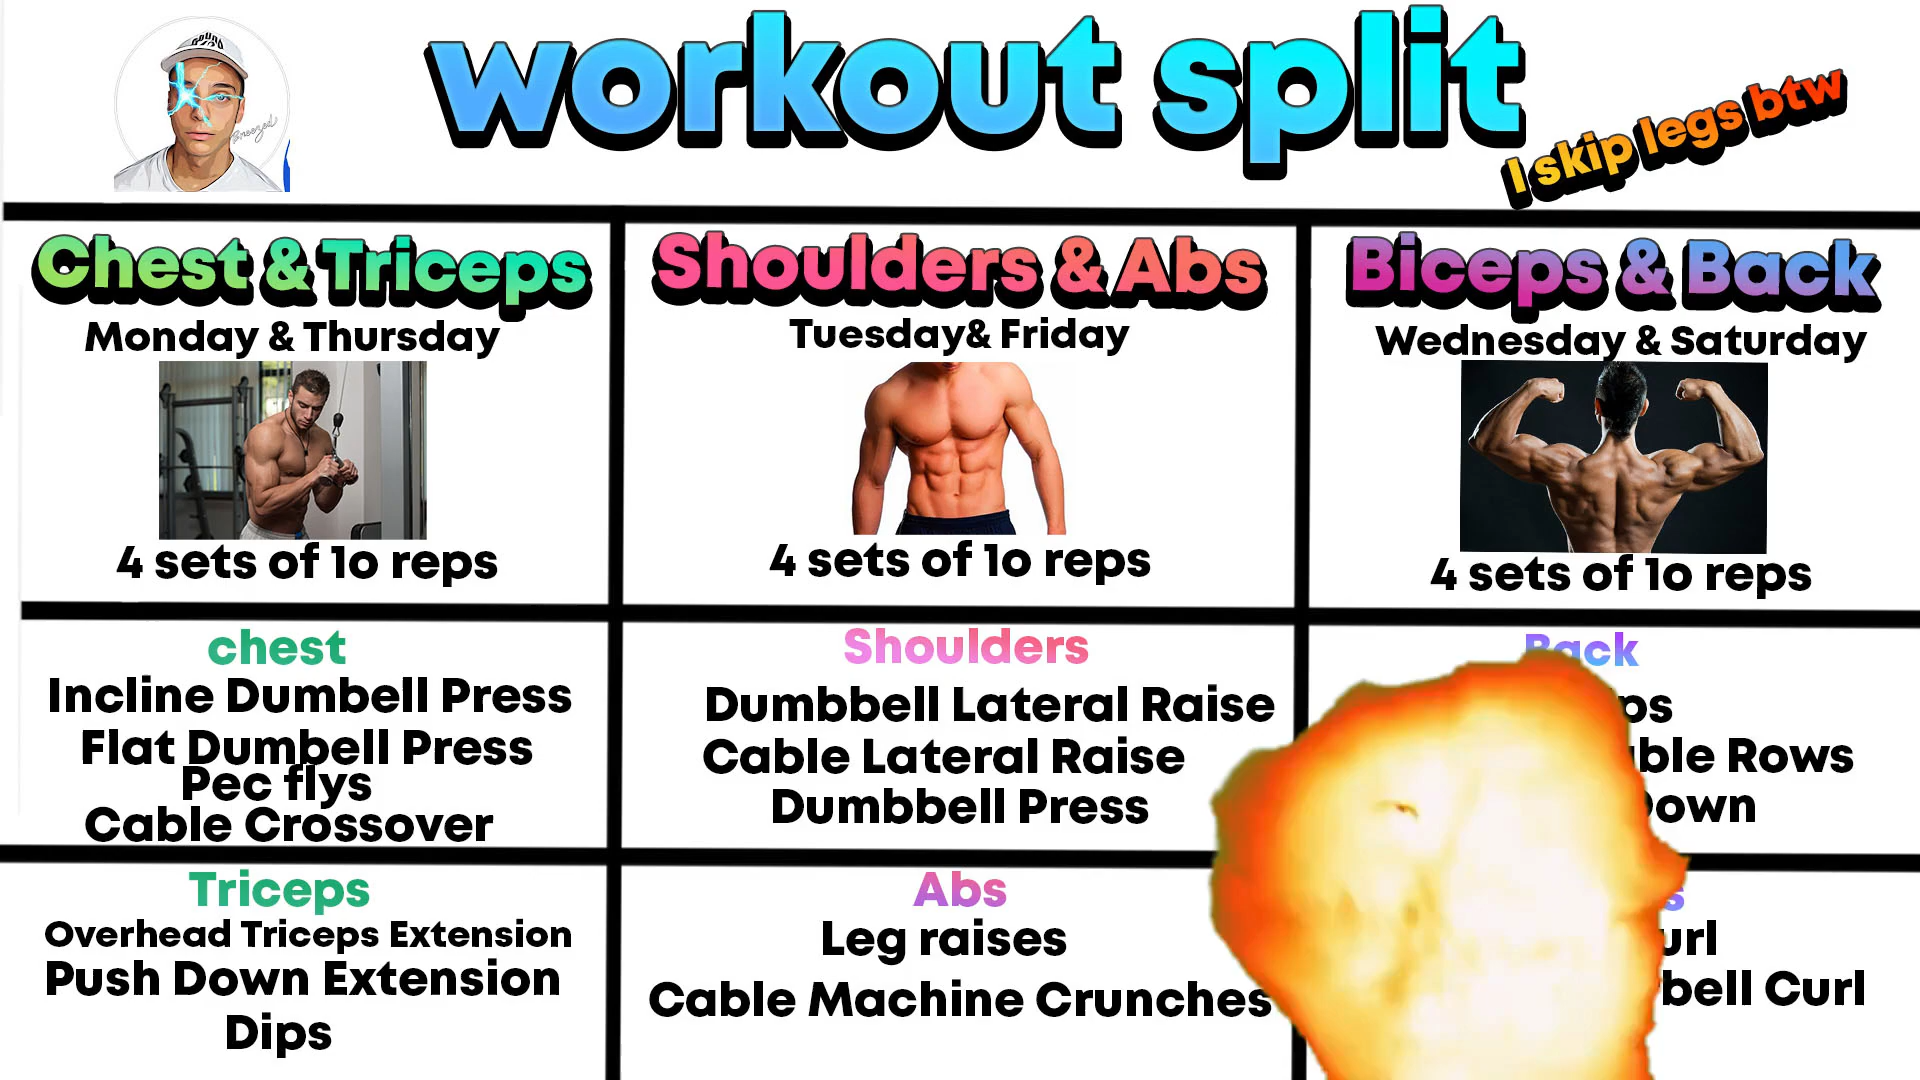 workout split
I skip legs btw
Chest & Triceps
Monday & Thursday
4 sets of 1o reps
Shoulders & Abs
Tuesday& Friday
4 sets of 1o reps
Biceps & Back
Wednesday & Saturday
4 sets of 1o reps
chest
Incline Dumbell Press
Flat Dumbell Press
Pec flys
Cable Crossover
Shoulders
Dumbbell Lateral Raise
Cable Lateral Raise
Dumbbell Press
Back
Rows
Triceps
Overhead Triceps Extension
Push Down Extension
Dips
Abs
Leg raises
Cable Machine Crunches
Curl